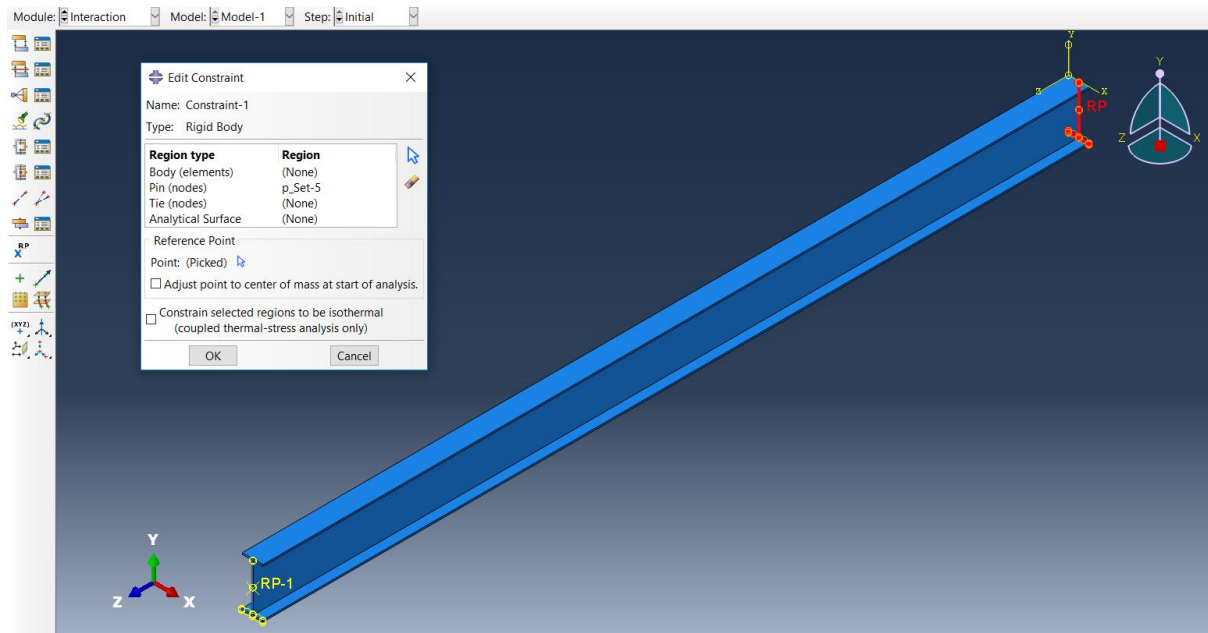 Module: Interaction Model: Model-1 Step: Initial
Edit Constraint
Name: Constraint-1
Type: Rigid Body
Region type Region
Body (elements) (None)
Pin (nodes) p_Set-5
Tie (nodes) (None)
Analytical Surface (None)
Reference Point
Point: (Picked)
Adjust point to center of mass at start of analysis.
Constrain selected regions to be isothermal
(coupled thermal-stress analysis only)
OK Cancel
RP
X
(XYZ)
Y
Z
X
RP
Y
Z
X
RP-1
Y
Z
X